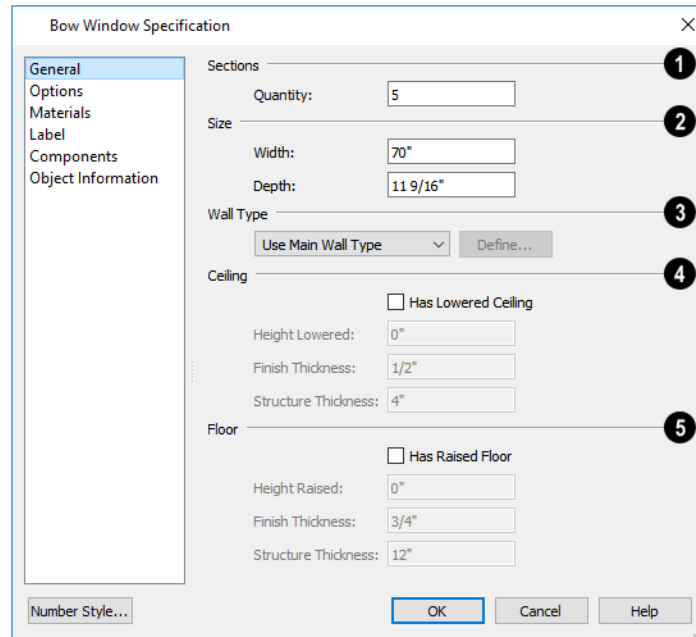 Bow Window Specification
General
Options
Materials
Label
Components
Object Information
Sections 1
Quantity: 5
Size 2
Width: 70"
Depth: 11 9/16"
Wall Type 3
Use Main Wall Type Define...
Ceiling 4
Has Lowered Ceiling
Height Lowered: 0"
Finish Thickness: 1/2"
Structure Thickness: 4"
Floor 5
Has Raised Floor
Height Raised: 0"
Finish Thickness: 3/4"
Structure Thickness: 12"
Number Style... OK Cancel Help